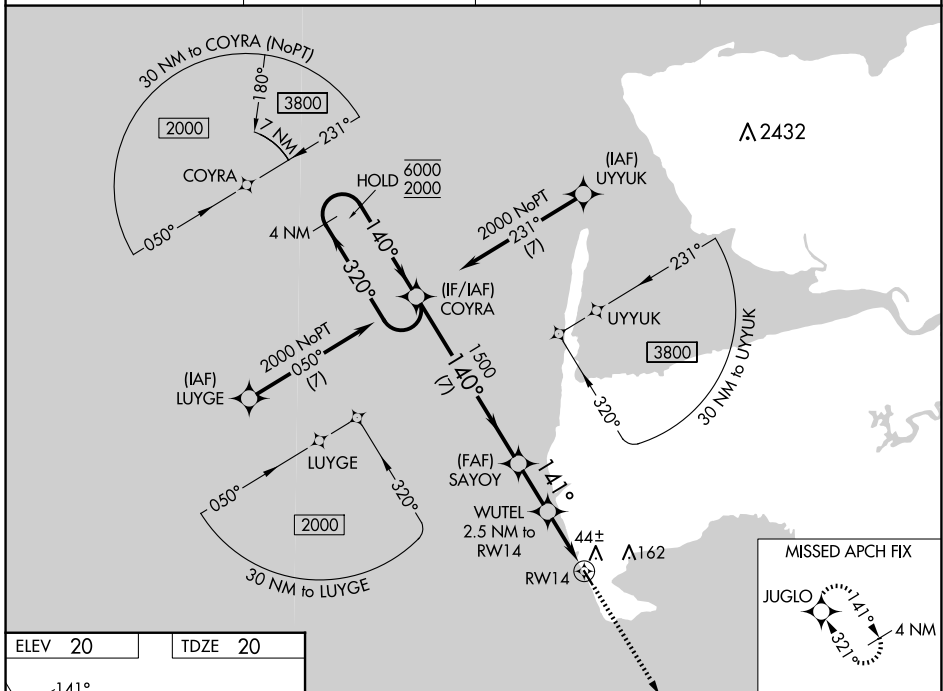 30 NM to COYRA (NoPT)
180°
3800
2000
7 NM
231°
COYRA
050°
2432
HOLD
6000
2000
4 NM
140°
320°
(IAF)
UYYUK
2000 NoPT
231°
(7)
(IF/IAF)
COYRA
231°
UYYUK
3800
320°
30 NM to UYYUK
2000 NoPT
050°
(7)
(IAF)
LUYGE
1500
140°
(7)
LUYGE
050°
320°
2000
30 NM to LUYGE
(FAF)
SAYOY
141°
WUTEL
2.5 NM to
RW14
44±
162
RW14
MISSED APCH FIX
JUGLO
141°
321°
4 NM
ELEV 20
TDZE 20
141°